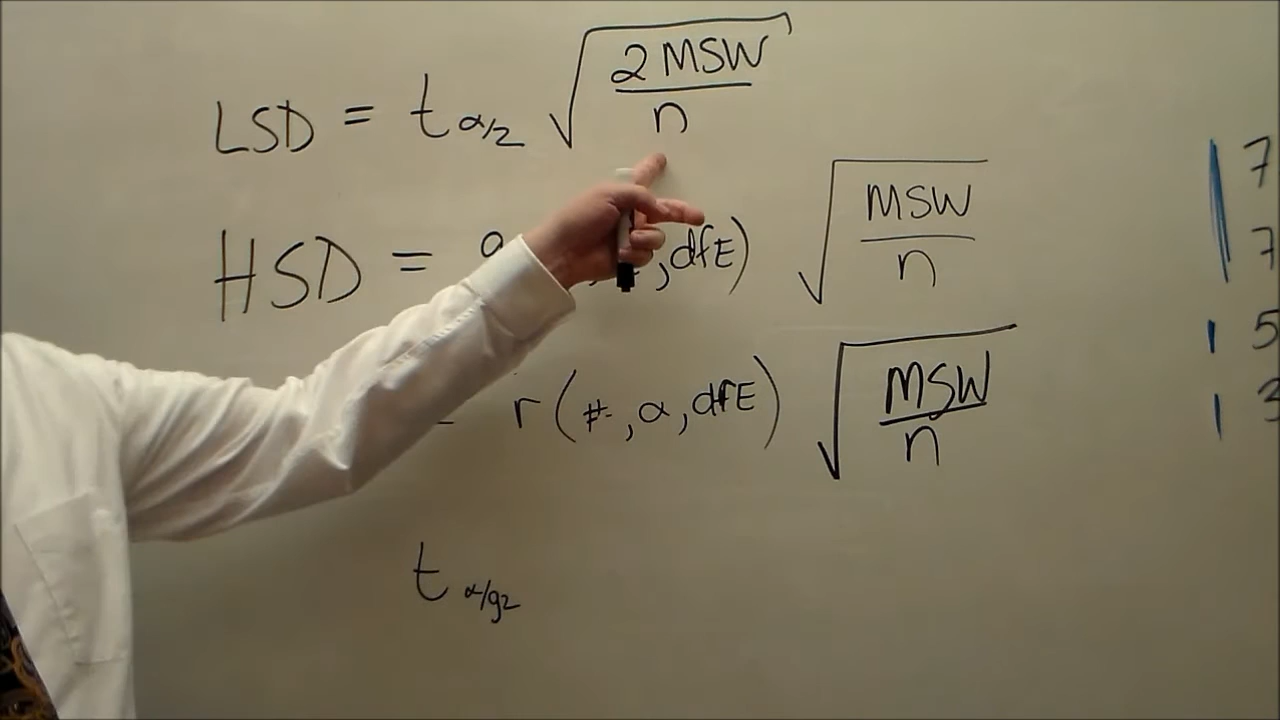 LSD = t α/2 √(2 MSW / n)
HSD = , dfE) √(MSW / n)
r (#, α, dfE) √(MSW / n)
t α/g2
7
7
5
3